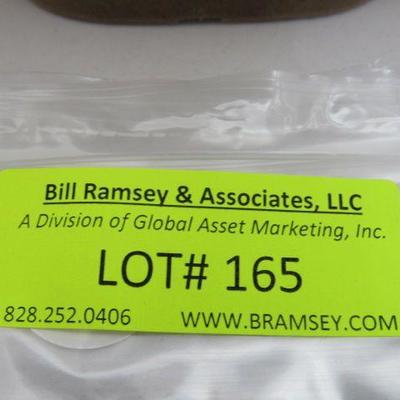 Bill Ramsey & Associates, LLC
A Division of Global Asset Marketing, Inc.
LOT# 165
828.252.0406 WWW.BRAMSEY.COM